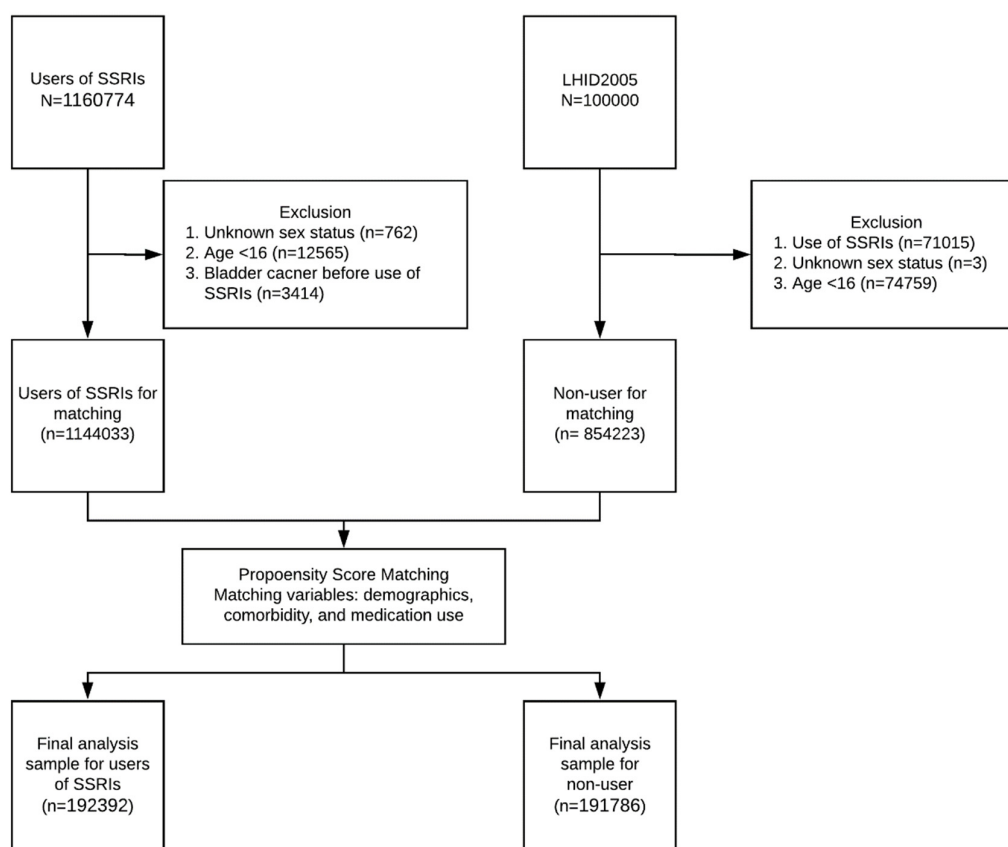 Users of SSRIs
N=1160774
LHID2005
N=100000
Exclusion
1. Unknown sex status (n=762)
2. Age <16 (n=12565)
3. Bladder cacner before use of
SSRIs (n=3414)
Exclusion
1. Use of SSRIs (n=71015)
2. Unknown sex status (n=3)
3. Age <16 (n=74759)
Users of SSRIs for
matching
(n=1144033)
Non-user for
matching
(n= 854223)
Propoensity Score Matching
Matching variables: demographics,
comorbidity, and medication use
Final analysis
sample for users
of SSRIs
(n=192392)
Final analysis
sample for
non-user
(n=191786)